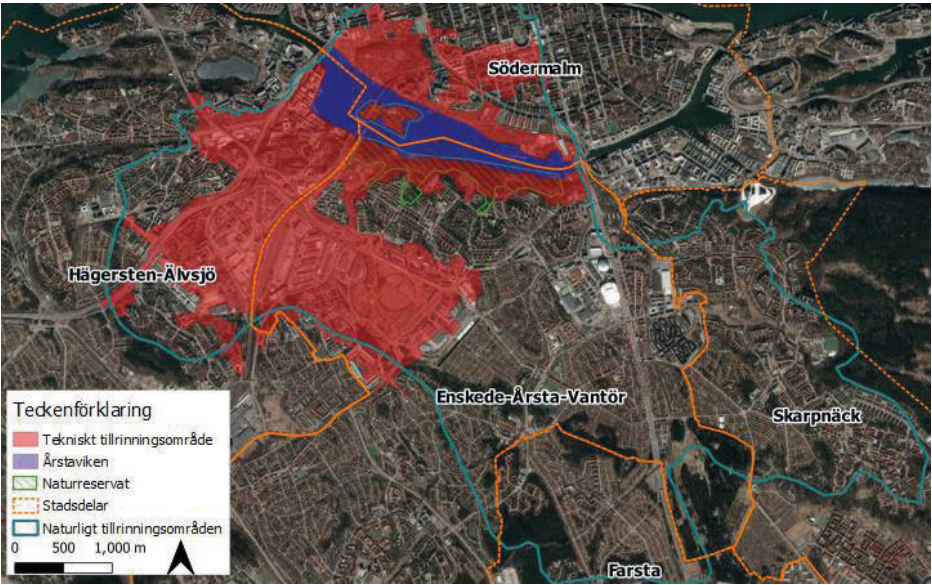 Södermalm
Hägersten-Älvsjö
Enskede-Årsta-Vantör
Skarpnäck
Farsta
Teckenförklaring
Tekniskt tillrinningsområde
Årstaviken
Naturreservat
Stadsdelar
Naturligt tillrinningsområden
0 500 1,000 m